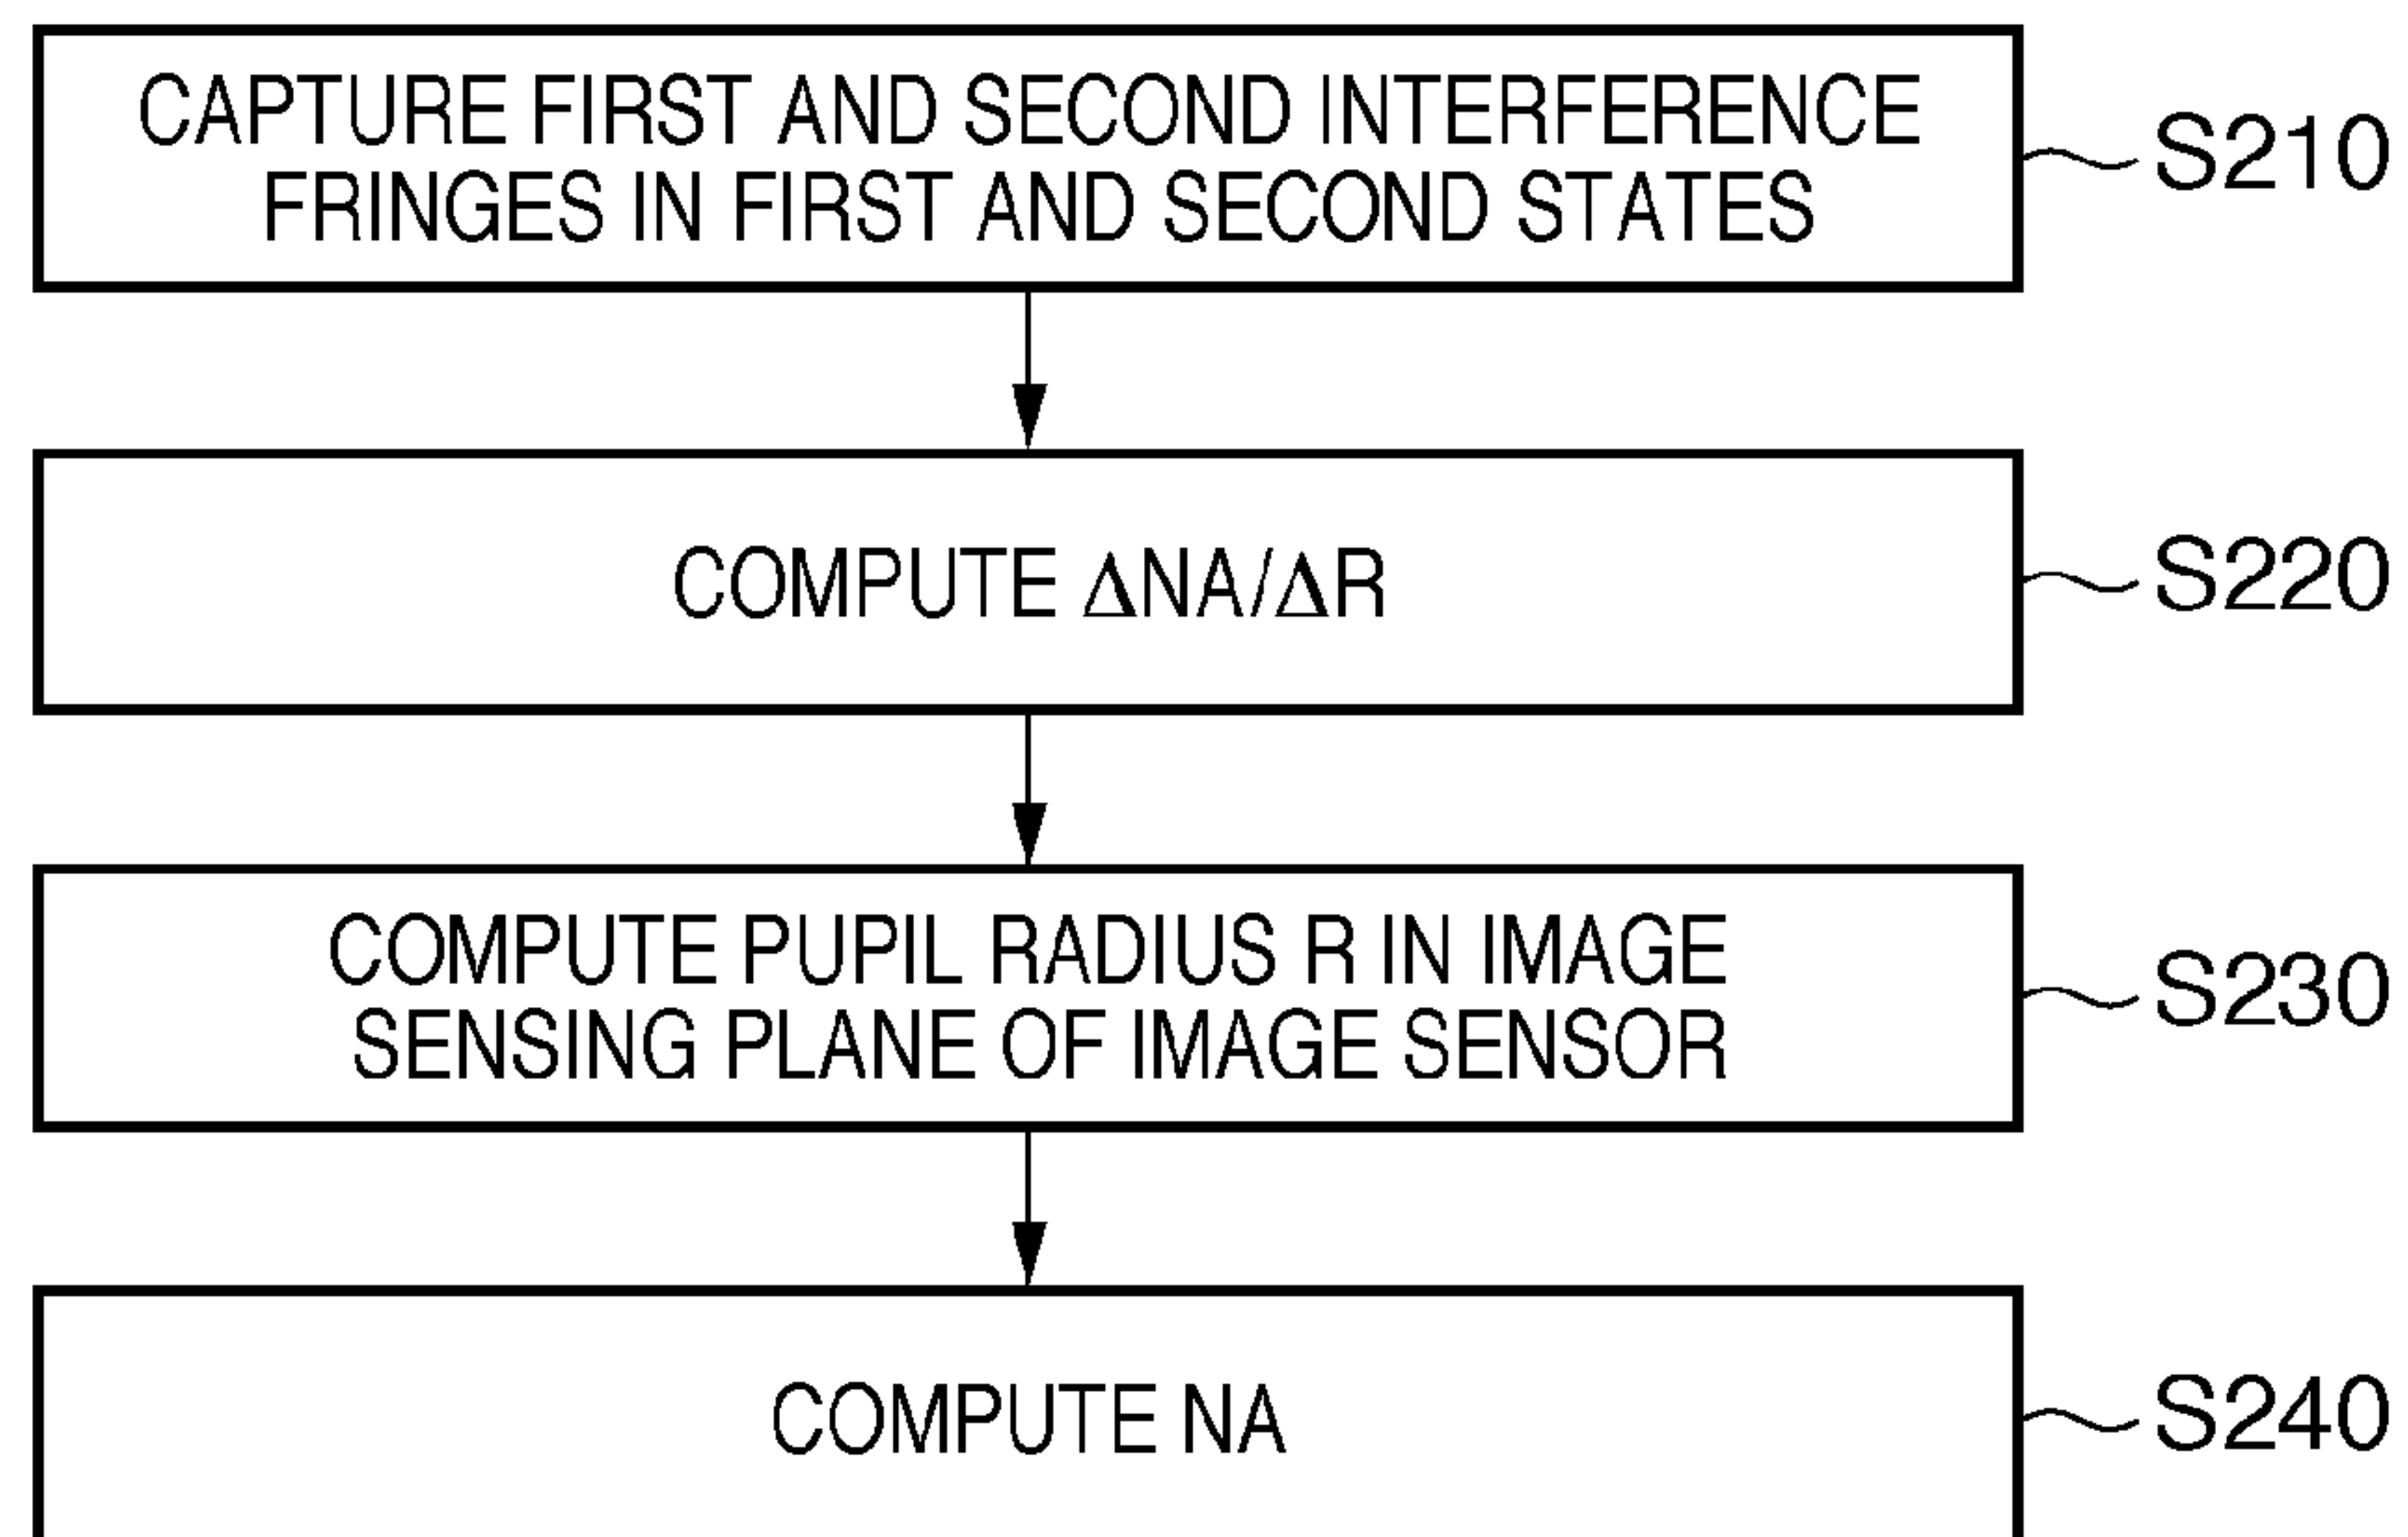 CAPTURE FIRST AND SECOND INTERFERENCE
FRINGES IN FIRST AND SECOND STATES
S210
COMPUTE ΔNA/ΔR
S220
COMPUTE PUPIL RADIUS R IN IMAGE
SENSING PLANE OF IMAGE SENSOR
S230
COMPUTE NA
S240